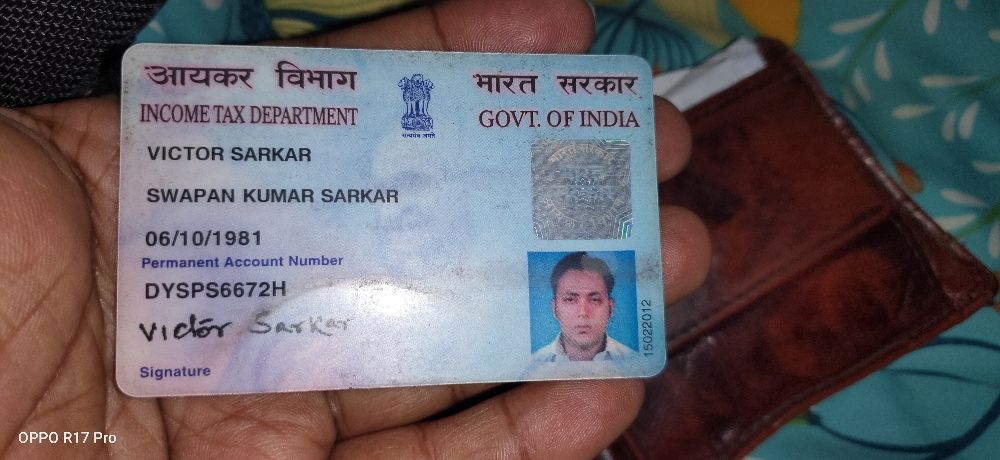 आयकर विभाग
INCOME TAX DEPARTMENT
सत्यमेव जयते
भारत सरकार
GOVT. OF INDIA
VICTOR SARKAR
SWAPAN KUMAR SARKAR
06/10/1981
Permanent Account Number
DYSPS6672H
Victor Sarkar
Signature
15022012
OPPO R17 Pro